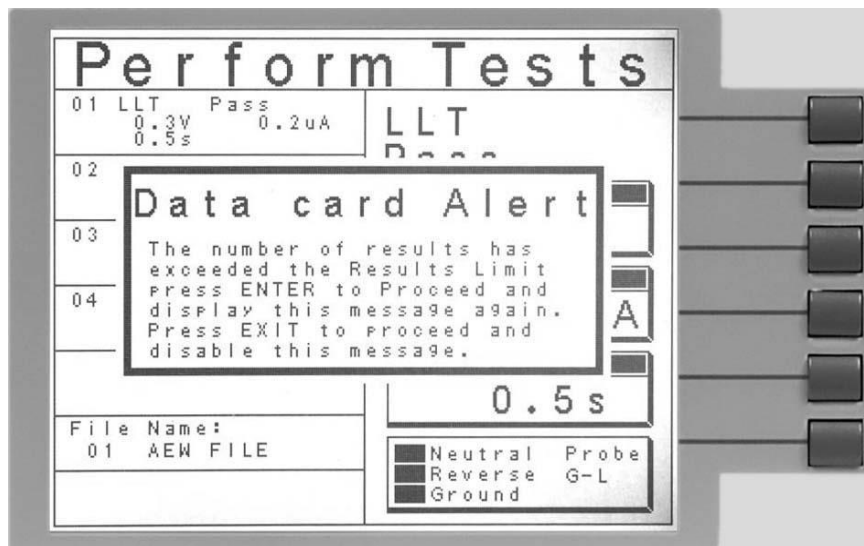 Perform Tests
01 LLT Pass
0.3V 0.2uA
0.5s
02
03
04
File Name:
01 AEW FILE
LLT
Data card Alert
The number of results has
exceeded the Results Limit
press ENTER to Proceed and
display this message again.
Press EXIT to proceed and
disable this message.
A
0.5s
Neutral Probe
Reverse G-L
Ground